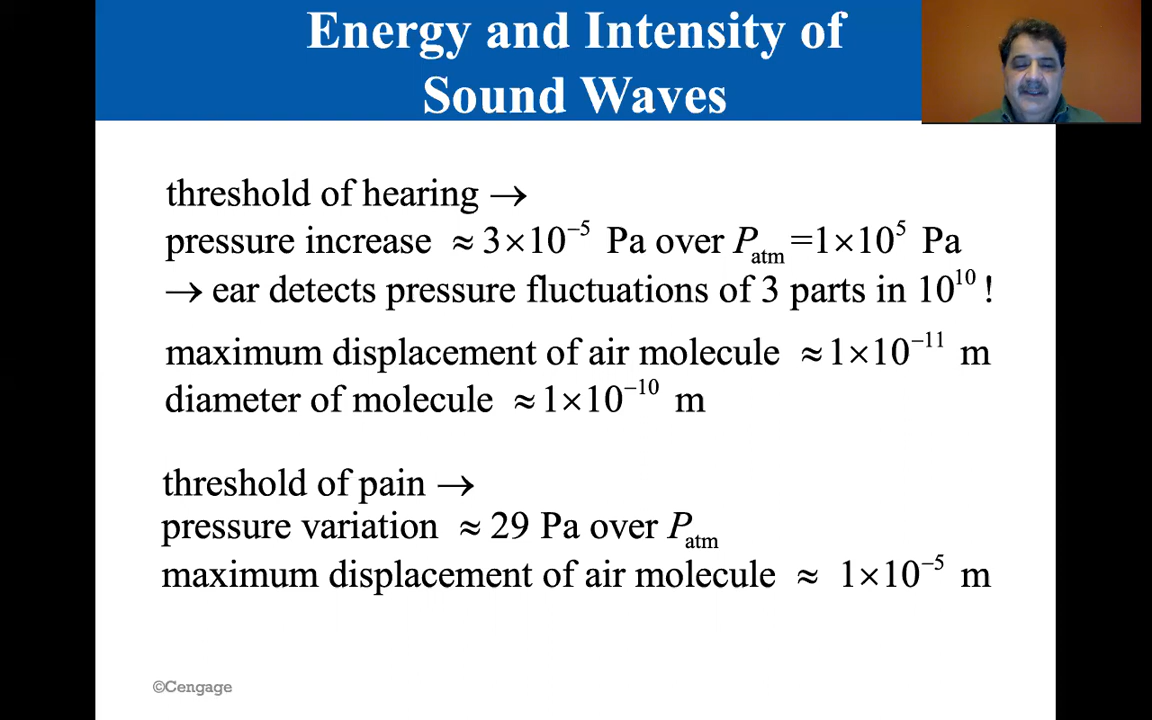 Energy and Intensity of
Sound Waves
threshold of hearing →
pressure increase ≈ 3×10⁻⁵ Pa over P_atm =1×10⁵ Pa
→ ear detects pressure fluctuations of 3 parts in 10¹⁰ !
maximum displacement of air molecule ≈1×10⁻¹¹ m
diameter of molecule ≈1×10⁻¹⁰ m
threshold of pain →
pressure variation ≈ 29 Pa over P_atm
maximum displacement of air molecule ≈ 1×10⁻⁵ m
©Cengage